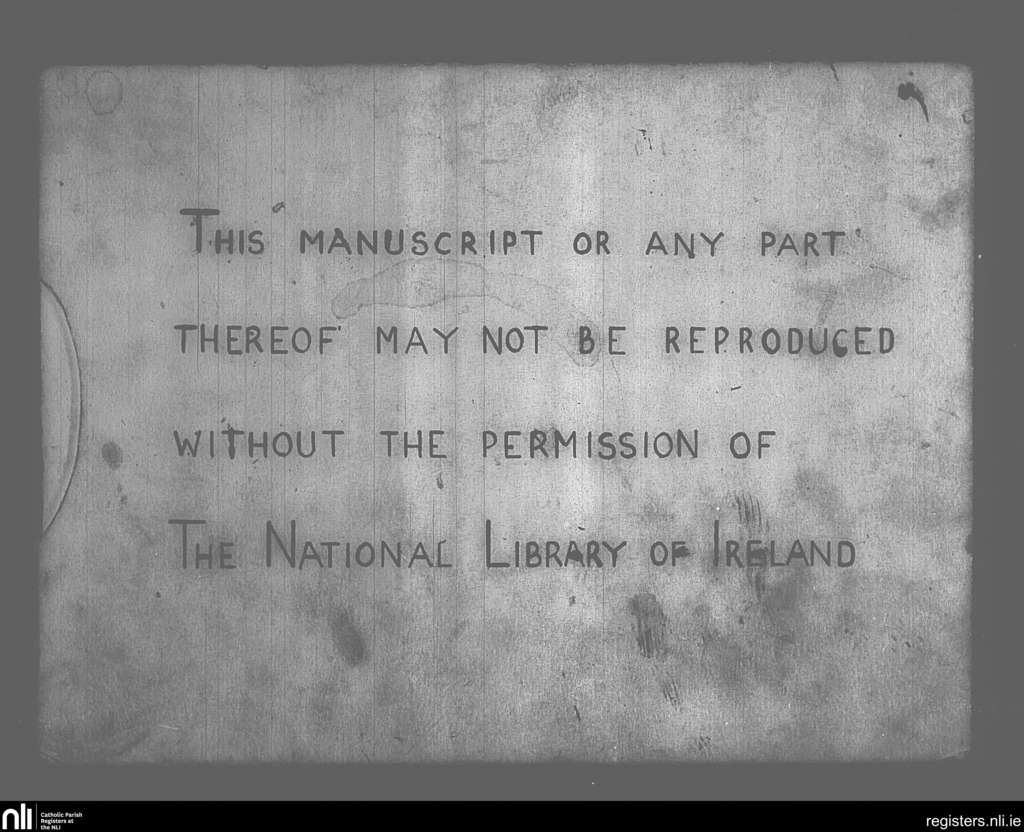 THIS MANUSCRIPT OR ANY PART
THEREOF MAY NOT BE REPRODUCED
WITHOUT THE PERMISSION OF
THE NATIONAL LIBRARY OF IRELAND
nli
Catholic Parish
Registers at
the NLI
registers.nli.ie